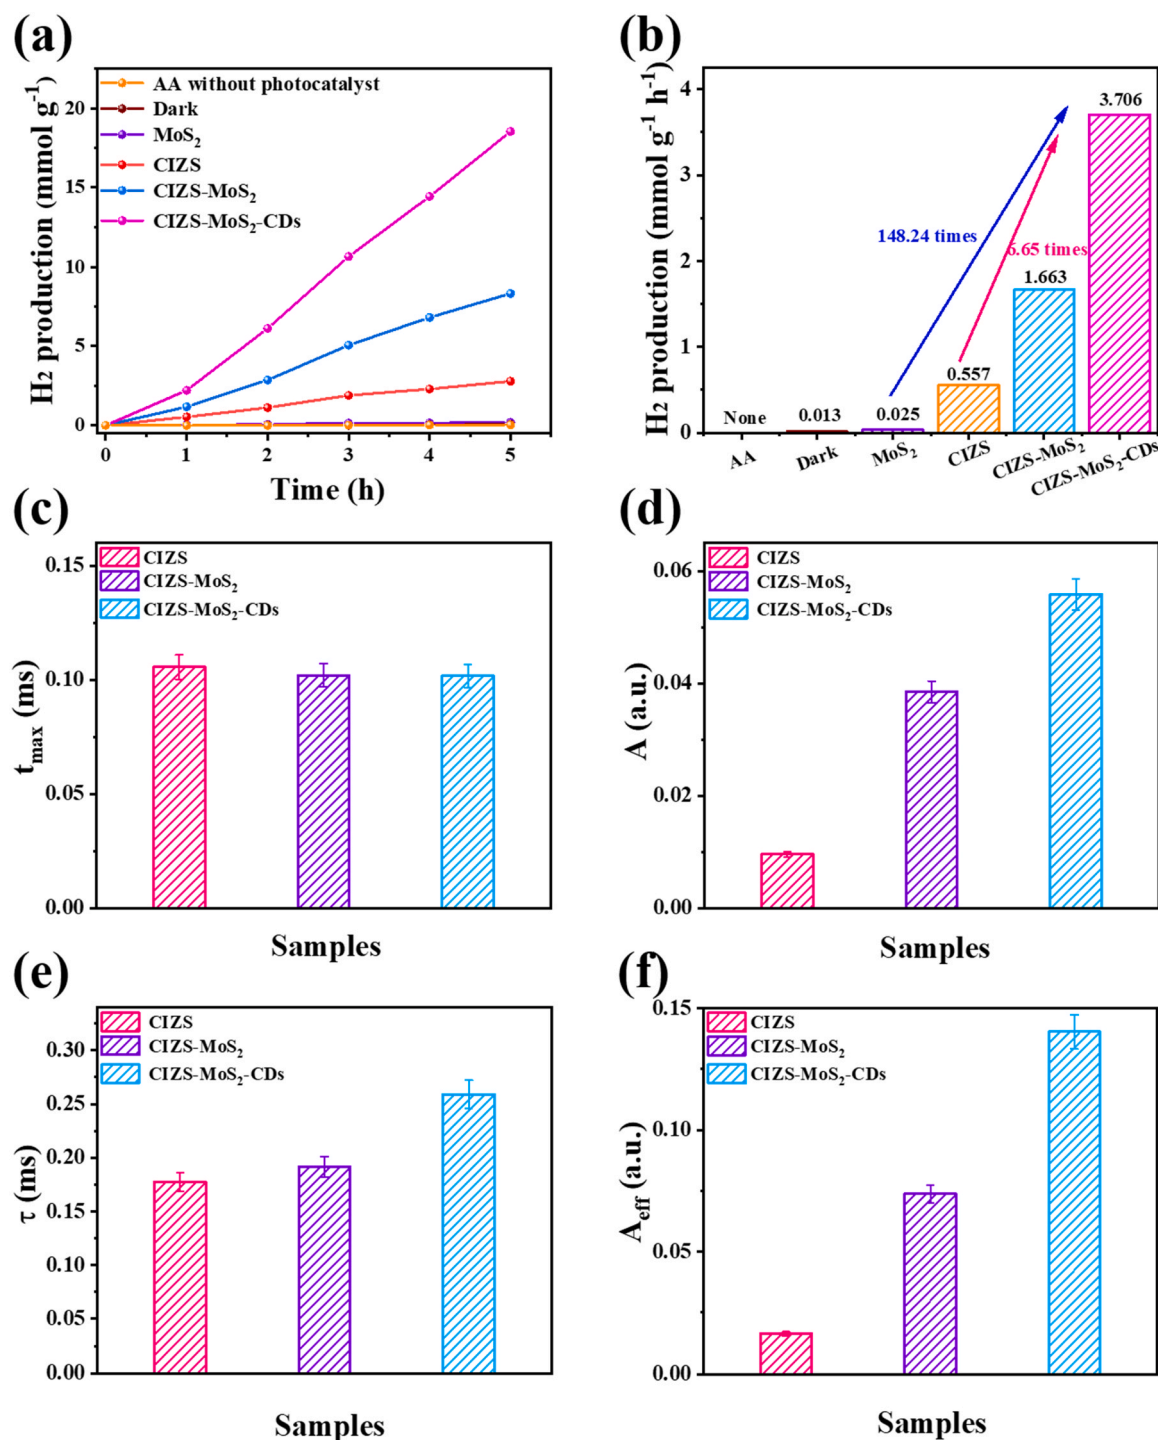 (a)
H₂ production (mmol g⁻¹)
20
15
10
5
0
AA without photocatalyst
Dark
MoS₂
CIZS
CIZS-MoS₂
CIZS-MoS₂-CDs
0 1 2 3 4 5
Time (h)
(b)
H₂ production (mmol g⁻¹ h⁻¹)
4
3
2
1
0
3.706
148.24 times
6.65 times
1.663
0.557
None
0.013
0.025
AA Dark MoS₂ CIZS CIZS-MoS₂ CIZS-MoS₂-CDs
(c)
tₘₐₓ (ms)
0.15
0.10
0.05
0.00
CIZS
CIZS-MoS₂
CIZS-MoS₂-CDs
Samples
(d)
A (a.u.)
0.06
0.04
0.02
0.00
CIZS
CIZS-MoS₂
CIZS-MoS₂-CDs
Samples
(e)
τ (ms)
0.30
0.25
0.20
0.15
0.10
0.05
0.00
CIZS
CIZS-MoS₂
CIZS-MoS₂-CDs
Samples
(f)
A_eff (a.u.)
0.15
0.10
0.05
0.00
CIZS
CIZS-MoS₂
CIZS-MoS₂-CDs
Samples